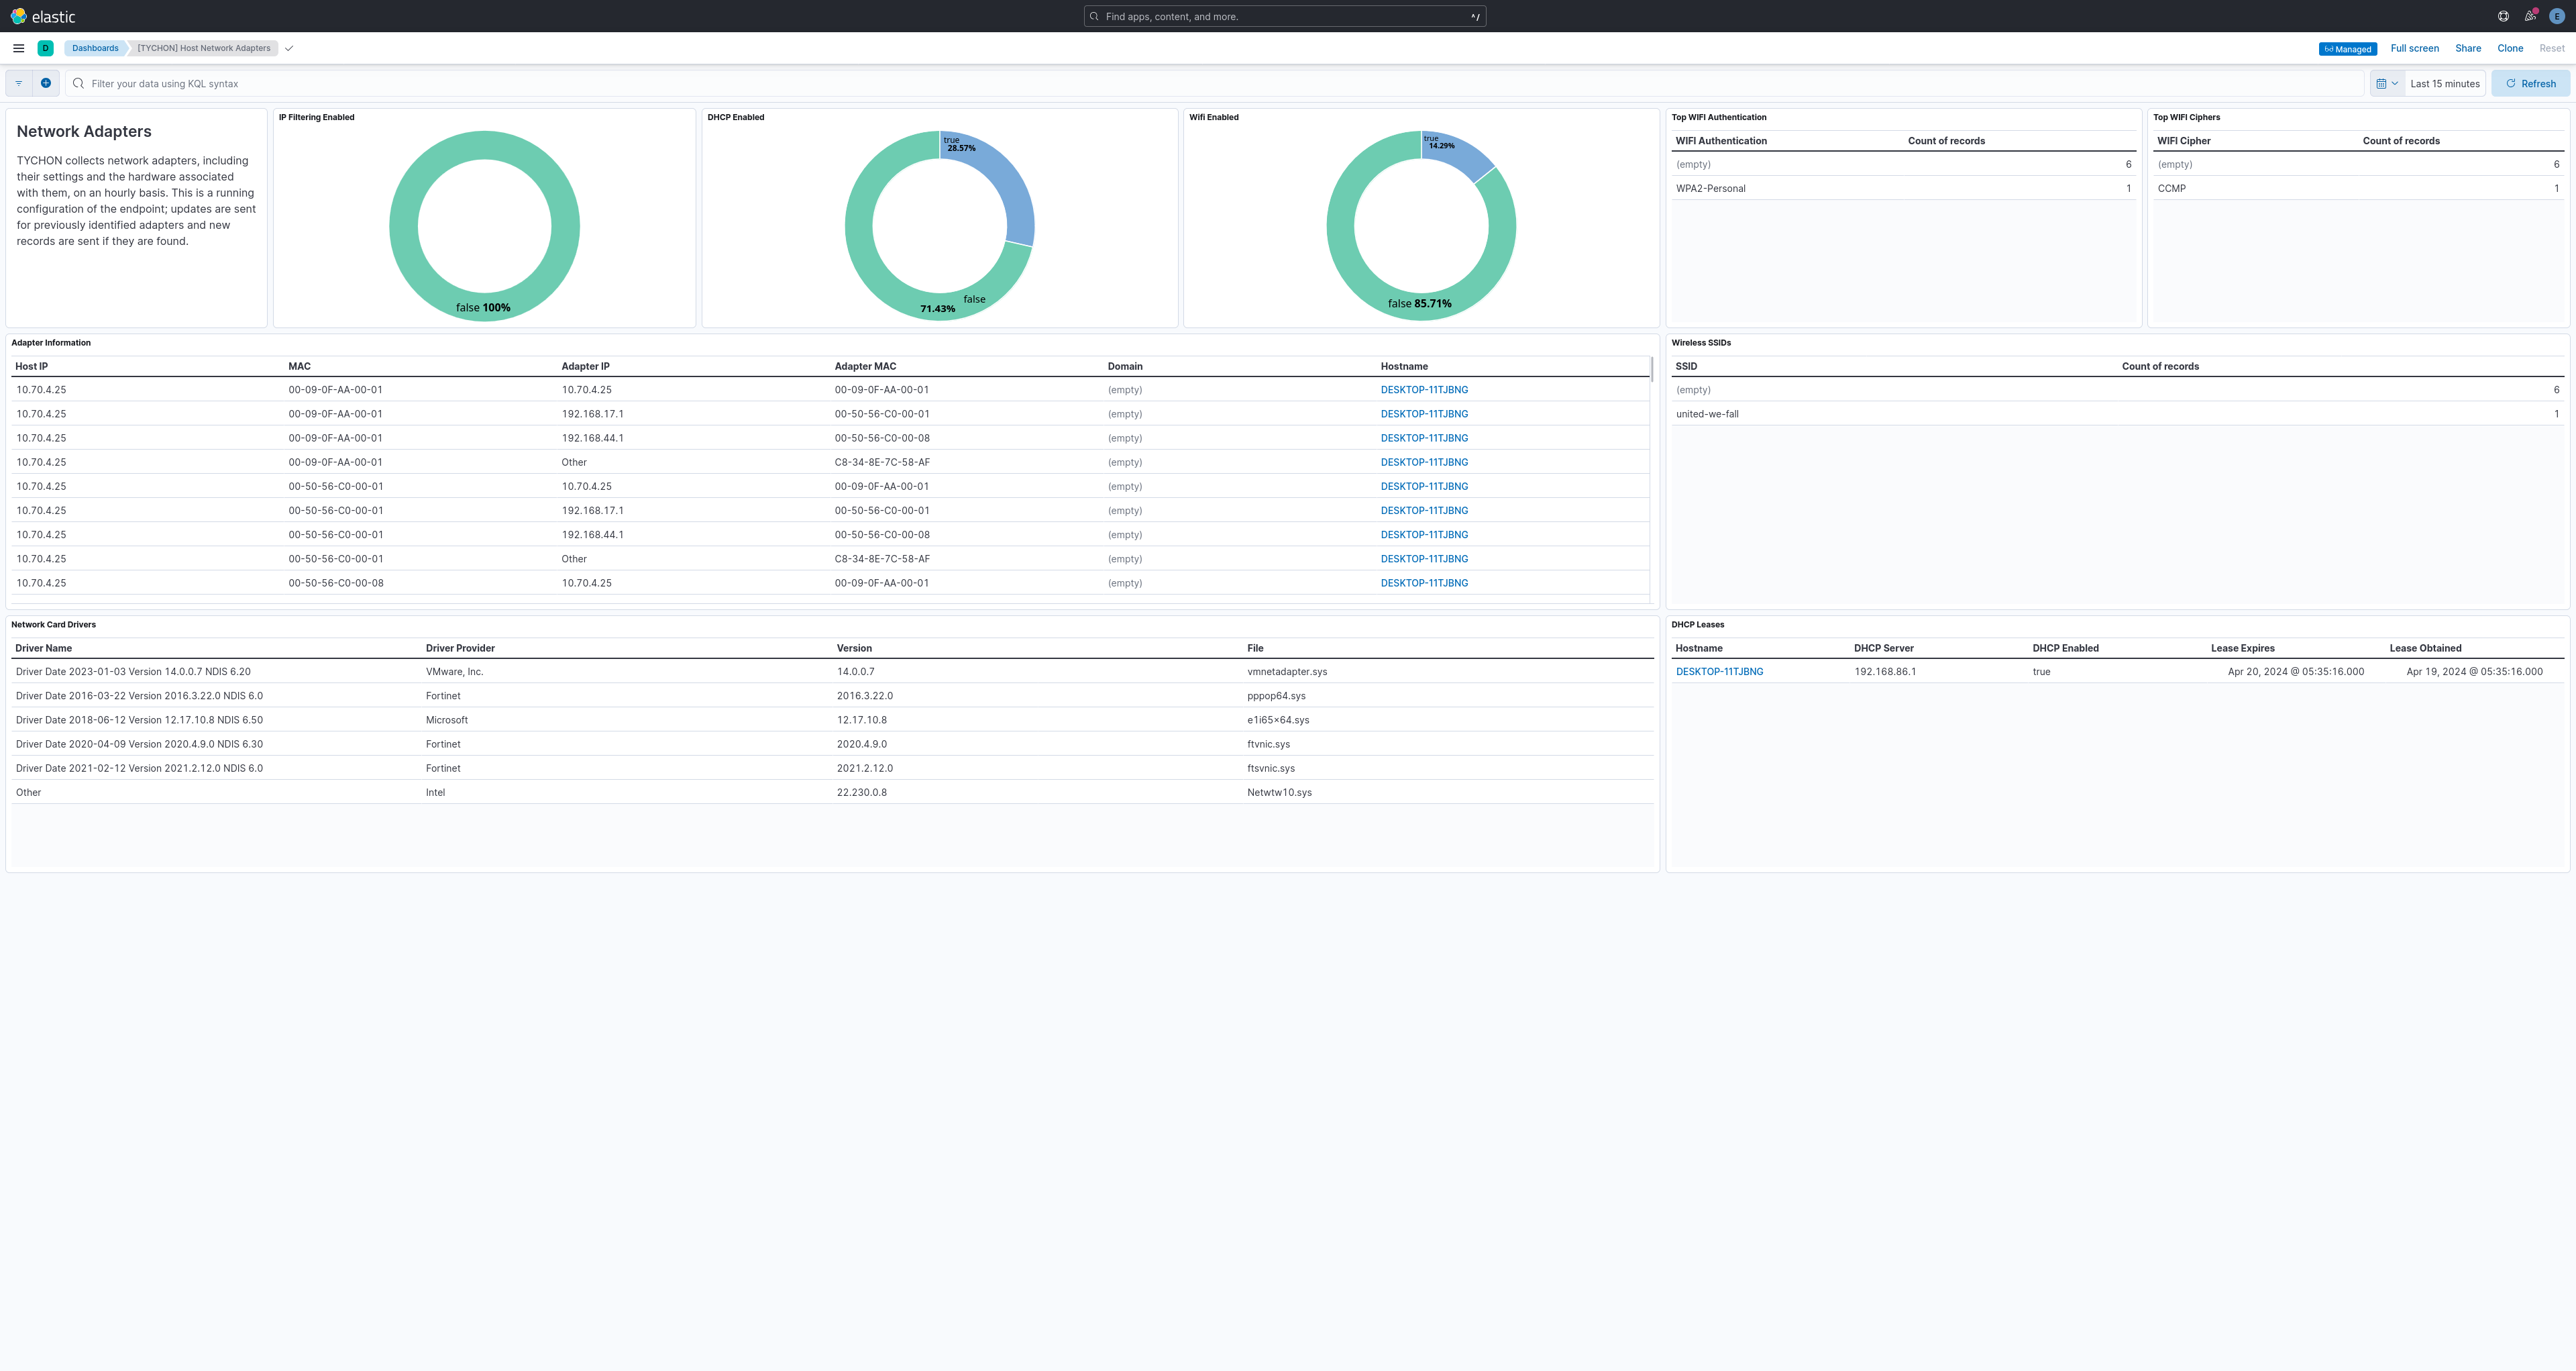 elastic
Find apps, content, and more.
^/
E
D
Dashboards
[TYCHON] Host Network Adapters
Managed
Full screen
Share
Clone
Reset
Filter your data using KQL syntax
Last 15 minutes
Refresh
Network Adapters
TYCHON collects network adapters, including
their settings and the hardware associated
with them, on an hourly basis. This is a running
configuration of the endpoint; updates are sent
for previously identified adapters and new
records are sent if they are found.
IP Filtering Enabled
false 100%
DHCP Enabled
true
28.57%
false
71.43%
Wifi Enabled
true
14.29%
false 85.71%
Top WIFI Authentication
WIFI Authentication Count of records
(empty) 6
WPA2-Personal 1
Top WIFI Ciphers
WIFI Cipher Count of records
(empty) 6
CCMP 1
Adapter Information
Host IP MAC Adapter IP Adapter MAC Domain Hostname
10.70.4.25 00-09-0F-AA-00-01 10.70.4.25 00-09-0F-AA-00-01 (empty) DESKTOP-11TJBNG
10.70.4.25 00-09-0F-AA-00-01 192.168.17.1 00-50-56-C0-00-01 (empty) DESKTOP-11TJBNG
10.70.4.25 00-09-0F-AA-00-01 192.168.44.1 00-50-56-C0-00-08 (empty) DESKTOP-11TJBNG
10.70.4.25 00-09-0F-AA-00-01 Other C8-34-8E-7C-58-AF (empty) DESKTOP-11TJBNG
10.70.4.25 00-50-56-C0-00-01 10.70.4.25 00-09-0F-AA-00-01 (empty) DESKTOP-11TJBNG
10.70.4.25 00-50-56-C0-00-01 192.168.17.1 00-50-56-C0-00-01 (empty) DESKTOP-11TJBNG
10.70.4.25 00-50-56-C0-00-01 192.168.44.1 00-50-56-C0-00-08 (empty) DESKTOP-11TJBNG
10.70.4.25 00-50-56-C0-00-01 Other C8-34-8E-7C-58-AF (empty) DESKTOP-11TJBNG
10.70.4.25 00-50-56-C0-00-08 10.70.4.25 00-09-0F-AA-00-01 (empty) DESKTOP-11TJBNG
Wireless SSIDs
SSID Count of records
(empty) 6
united-we-fall 1
Network Card Drivers
Driver Name Driver Provider Version File
Driver Date 2023-01-03 Version 14.0.0.7 NDIS 6.20 VMware, Inc. 14.0.0.7 vmnetadapter.sys
Driver Date 2016-03-22 Version 2016.3.22.0 NDIS 6.0 Fortinet 2016.3.22.0 pppop64.sys
Driver Date 2018-06-12 Version 12.17.10.8 NDIS 6.50 Microsoft 12.17.10.8 e1i65×64.sys
Driver Date 2020-04-09 Version 2020.4.9.0 NDIS 6.30 Fortinet 2020.4.9.0 ftvnic.sys
Driver Date 2021-02-12 Version 2021.2.12.0 NDIS 6.0 Fortinet 2021.2.12.0 ftsvnic.sys
Other Intel 22.230.0.8 Netwtw10.sys
DHCP Leases
Hostname DHCP Server DHCP Enabled Lease Expires Lease Obtained
DESKTOP-11TJBNG 192.168.86.1 true Apr 20, 2024 @ 05:35:16.000 Apr 19, 2024 @ 05:35:16.000